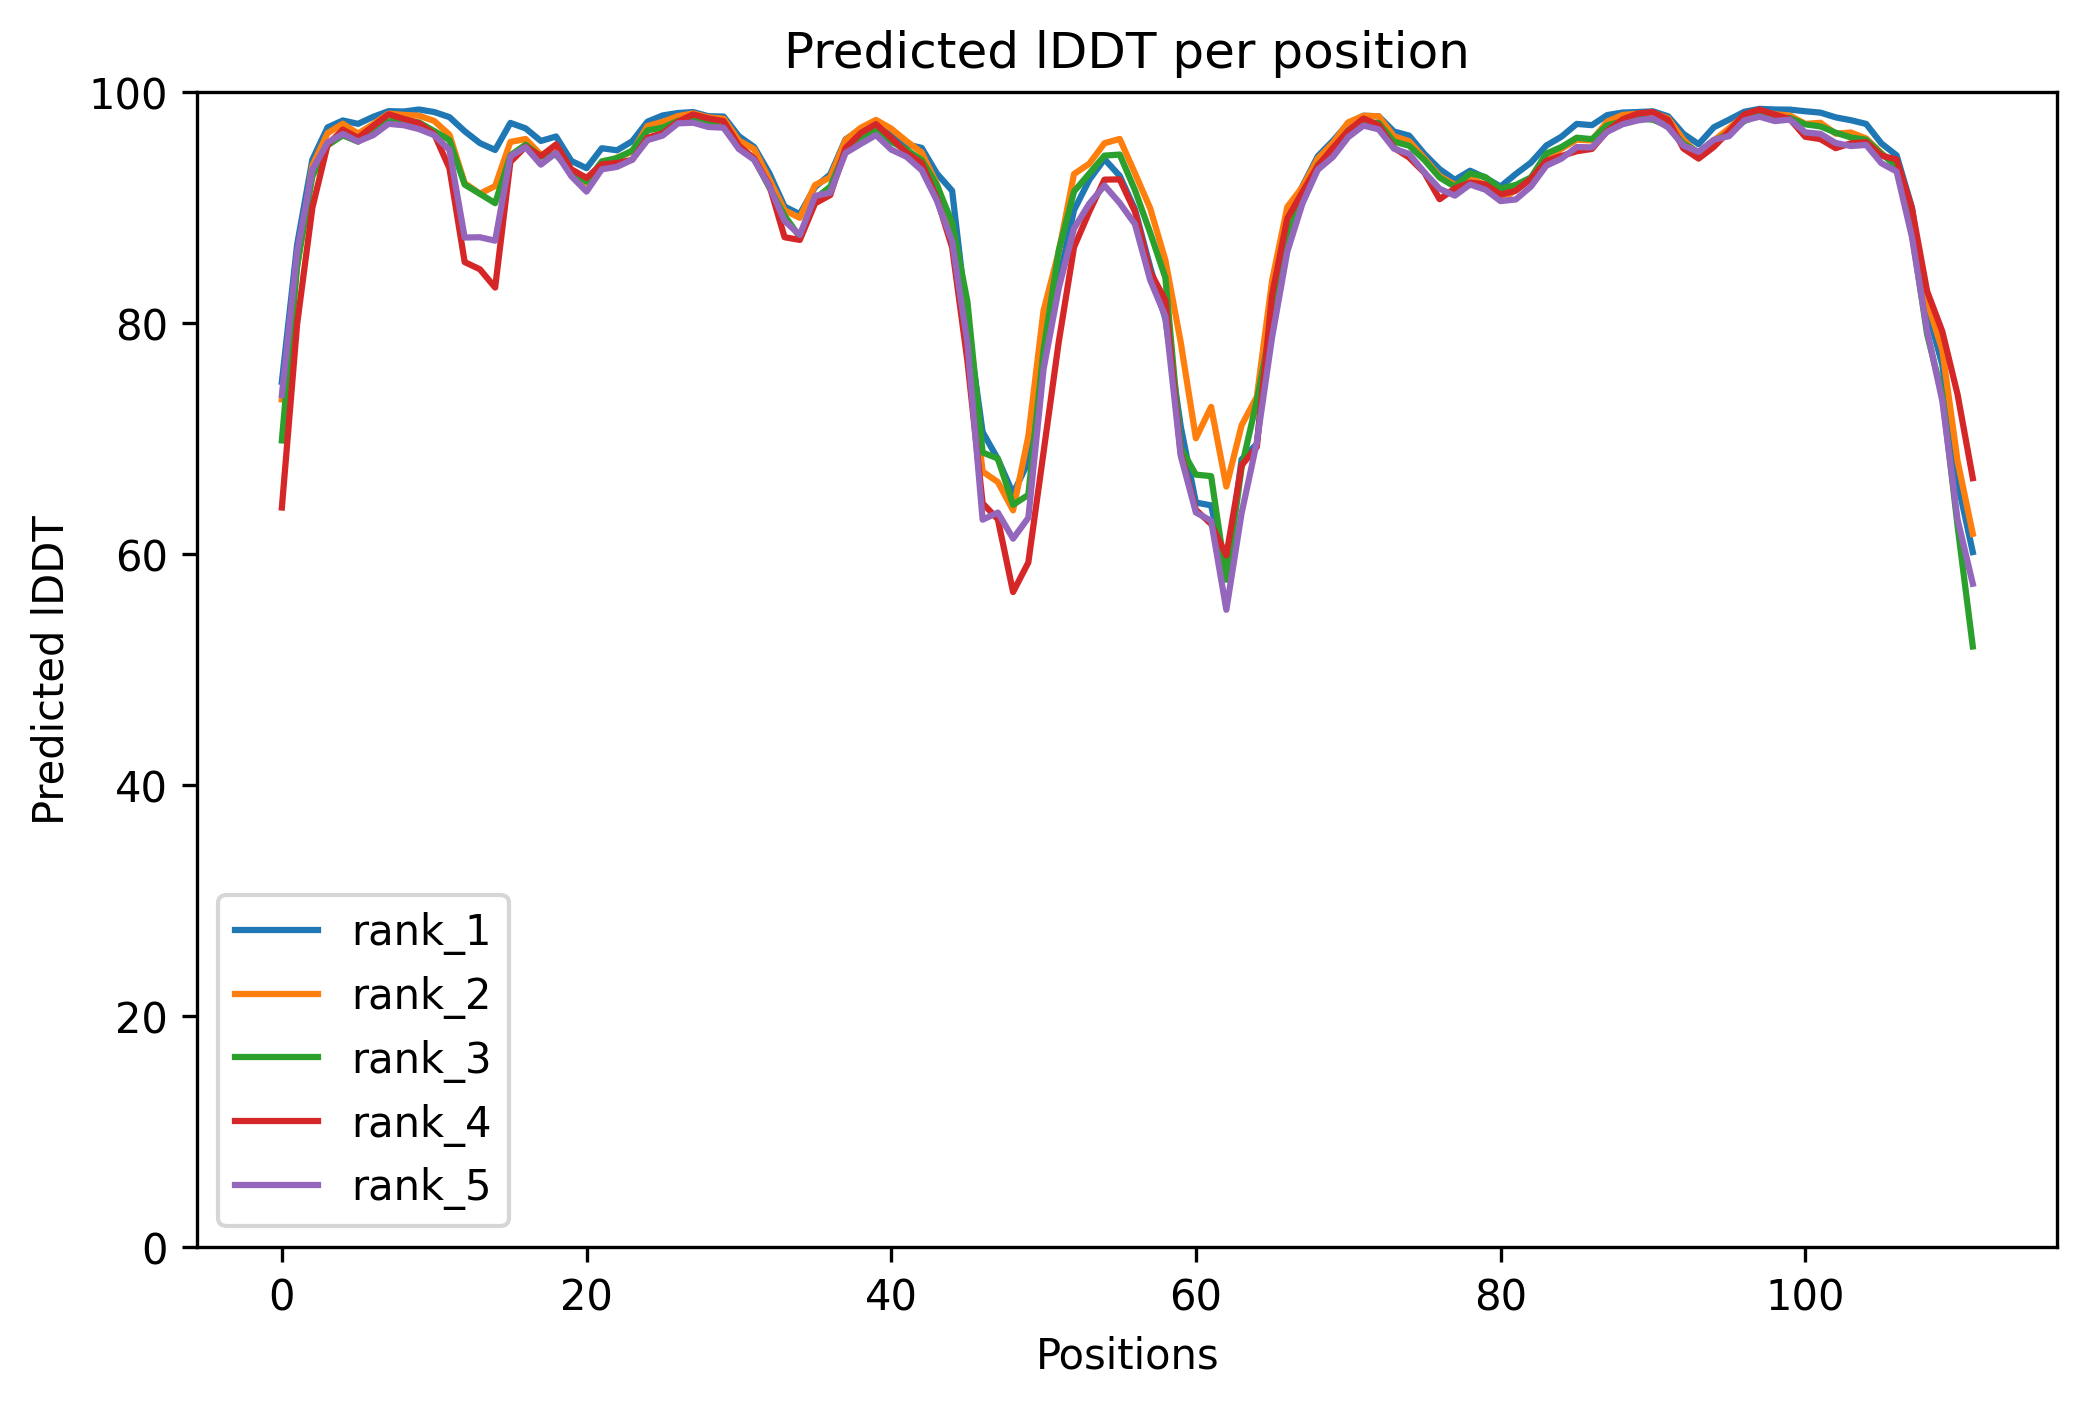 Predicted lDDT per position
100
80
60
40
20
0
Predicted lDDT
rank_1
rank_2
rank_3
rank_4
rank_5
0 20 40 60 80 100
Positions